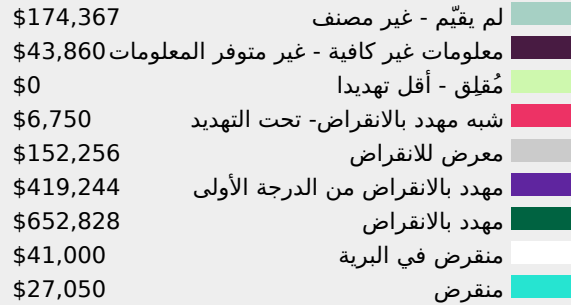 لم يقيّم - غير مصنف $174,367
معلومات غير كافية - غير متوفر المعلومات $43,860
مُقلِق - أقل تهديدا $0
شبه مهدد بالانقراض- تحت التهديد $6,750
معرض للانقراض $152,256
مهدد بالانقراض من الدرجة الأولى $419,244
مهدد بالانقراض $652,828
منقرض في البرية $41,000
منقرض $27,050